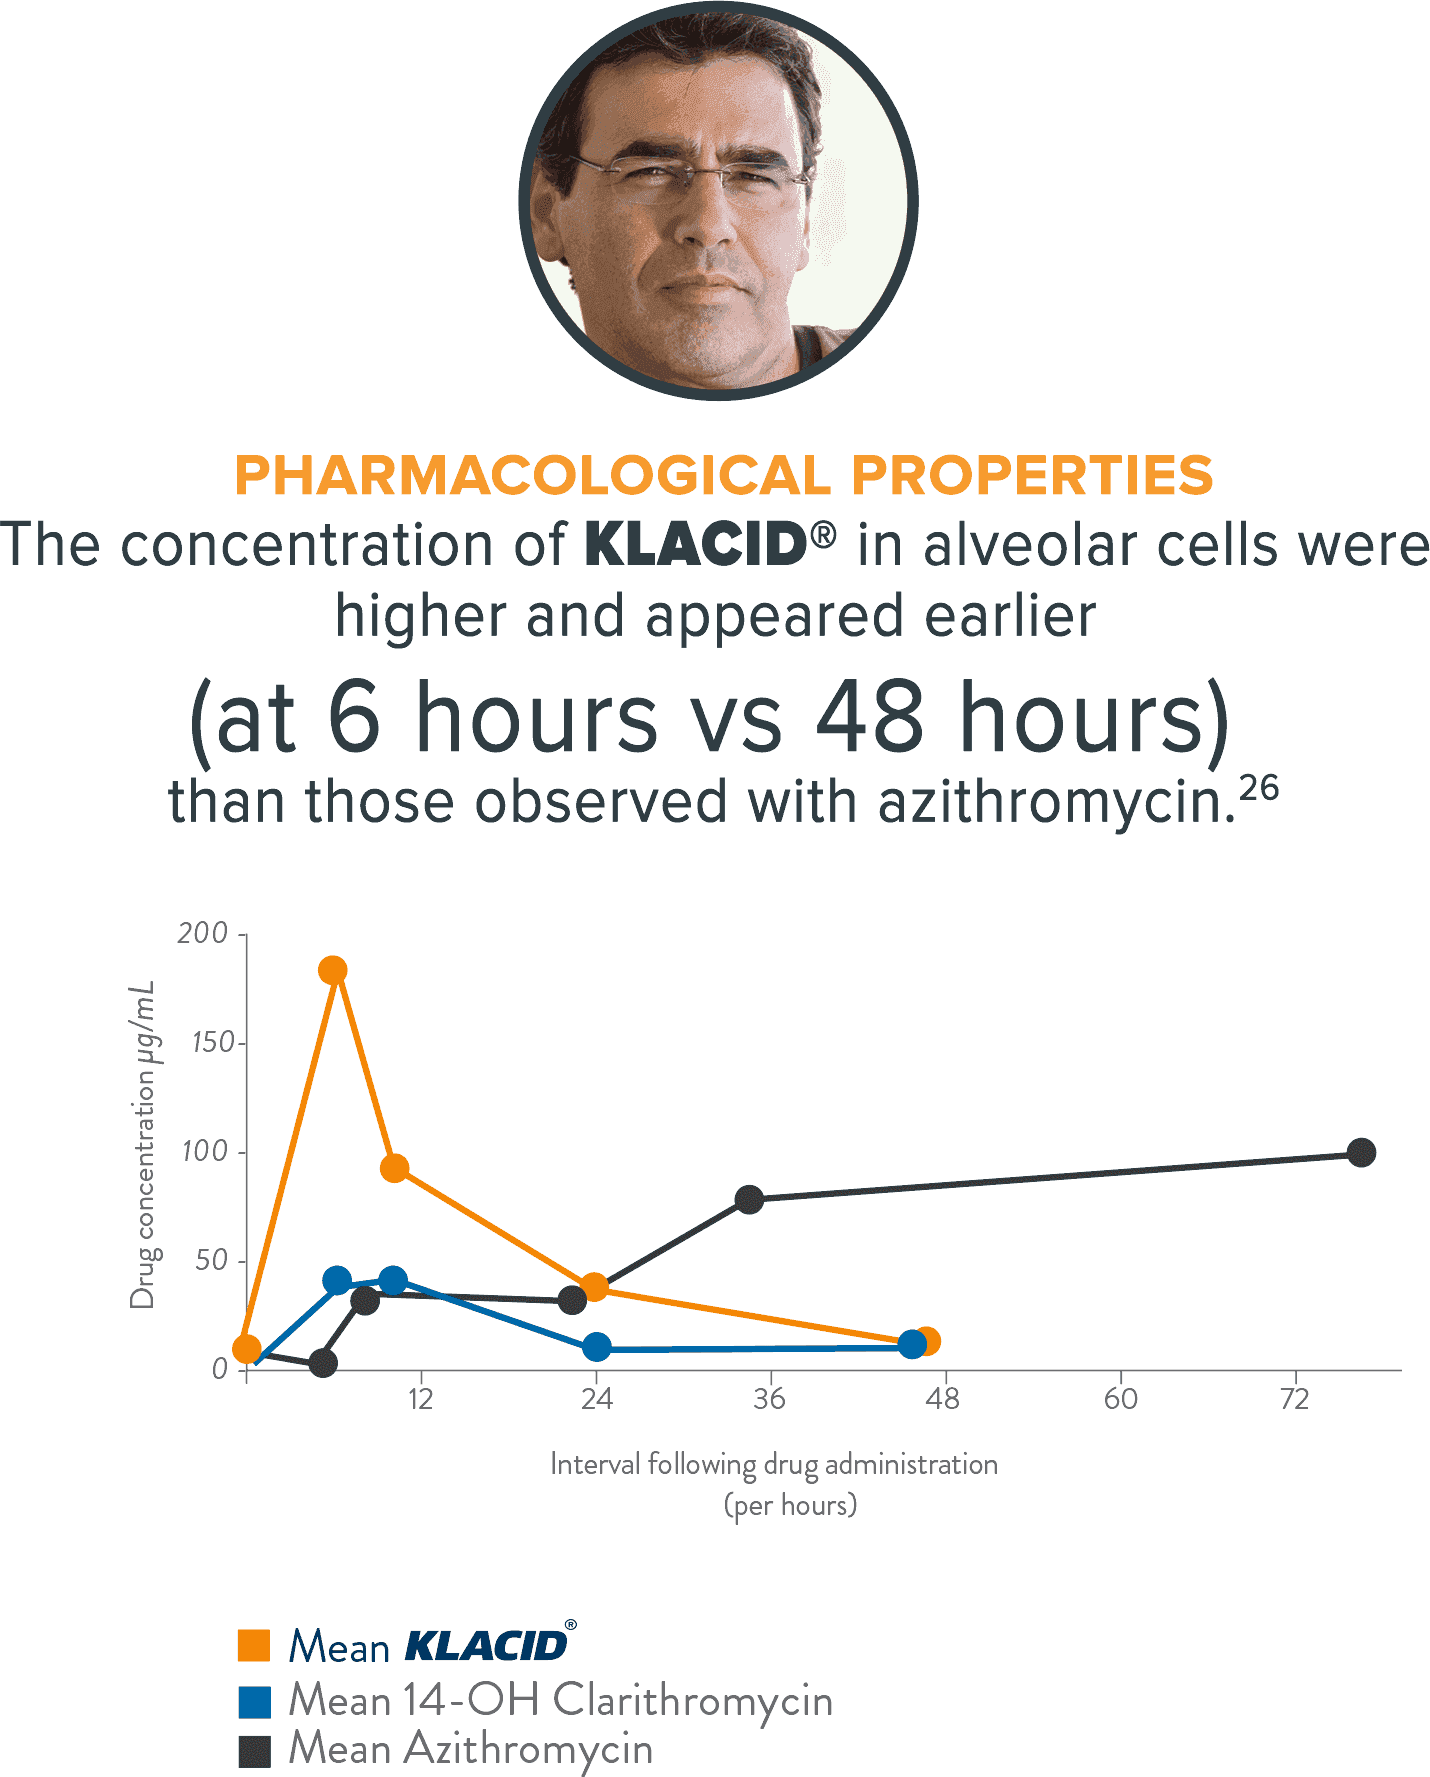 PHARMACOLOGICAL PROPERTIES
The concentration of KLACID® in alveolar cells were
higher and appeared earlier
(at 6 hours vs 48 hours)
than those observed with azithromycin.26
Drug concentration µg/mL
200
150
100
50
0
12 24 36 48 60 72
Interval following drug administration
(per hours)
Mean KLACID®
Mean 14-OH Clarithromycin
Mean Azithromycin